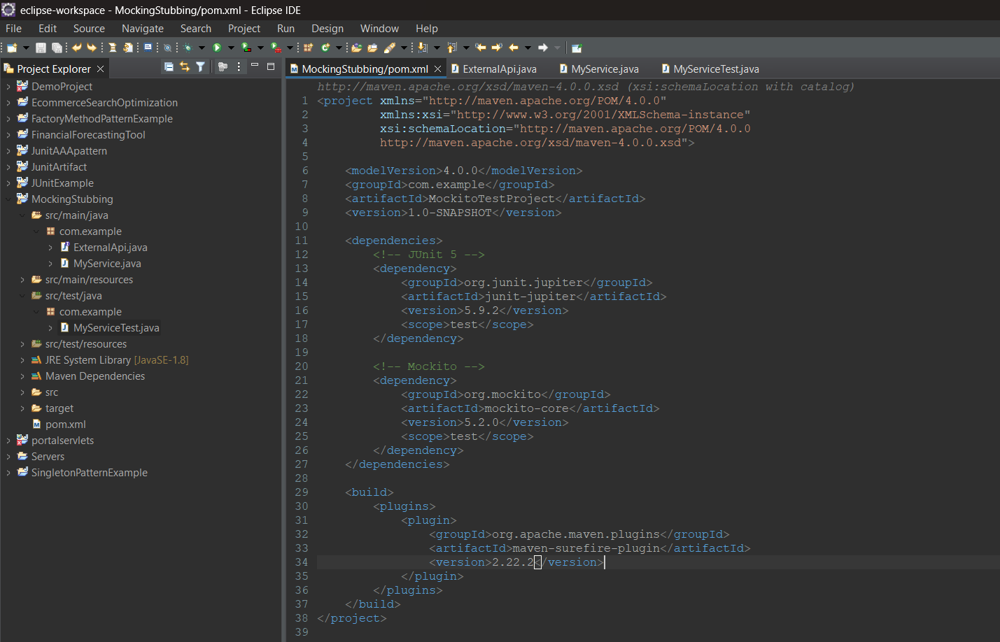 eclipse-workspace - MockingStubbing/pom.xml - Eclipse IDE
File Edit Source Navigate Search Project Run Design Window Help
Project Explorer
DemoProject
EcommerceSearchOptimization
FactoryMethodPatternExample
FinancialForecastingTool
JunitAAApattern
JunitArtifact
JUnitExample
MockingStubbing
src/main/java
com.example
ExternalApi.java
MyService.java
src/main/resources
src/test/java
com.example
MyServiceTest.java
src/test/resources
JRE System Library [JavaSE-1.8]
Maven Dependencies
src
target
pom.xml
portalservlets
Servers
SingletonPatternExample
MockingStubbing/pom.xml ExternalApi.java MyService.java MyServiceTest.java
http://maven.apache.org/xsd/maven-4.0.0.xsd (xsi:schemaLocation with catalog)
1 <project xmlns="http://maven.apache.org/POM/4.0.0"
2 xmlns:xsi="http://www.w3.org/2001/XMLSchema-instance"
3 xsi:schemaLocation="http://maven.apache.org/POM/4.0.0
4 http://maven.apache.org/xsd/maven-4.0.0.xsd">
5
6 <modelVersion>4.0.0</modelVersion>
7 <groupId>com.example</groupId>
8 <artifactId>MockitoTestProject</artifactId>
9 <version>1.0-SNAPSHOT</version>
10
11 <dependencies>
12 <!-- JUnit 5 -->
13 <dependency>
14 <groupId>org.junit.jupiter</groupId>
15 <artifactId>junit-jupiter</artifactId>
16 <version>5.9.2</version>
17 <scope>test</scope>
18 </dependency>
19
20 <!-- Mockito -->
21 <dependency>
22 <groupId>org.mockito</groupId>
23 <artifactId>mockito-core</artifactId>
24 <version>5.2.0</version>
25 <scope>test</scope>
26 </dependency>
27 </dependencies>
28
29 <build>
30 <plugins>
31 <plugin>
32 <groupId>org.apache.maven.plugins</groupId>
33 <artifactId>maven-surefire-plugin</artifactId>
34 <version>2.22.2</version>
35 </plugin>
36 </plugins>
37 </build>
38 </project>
39